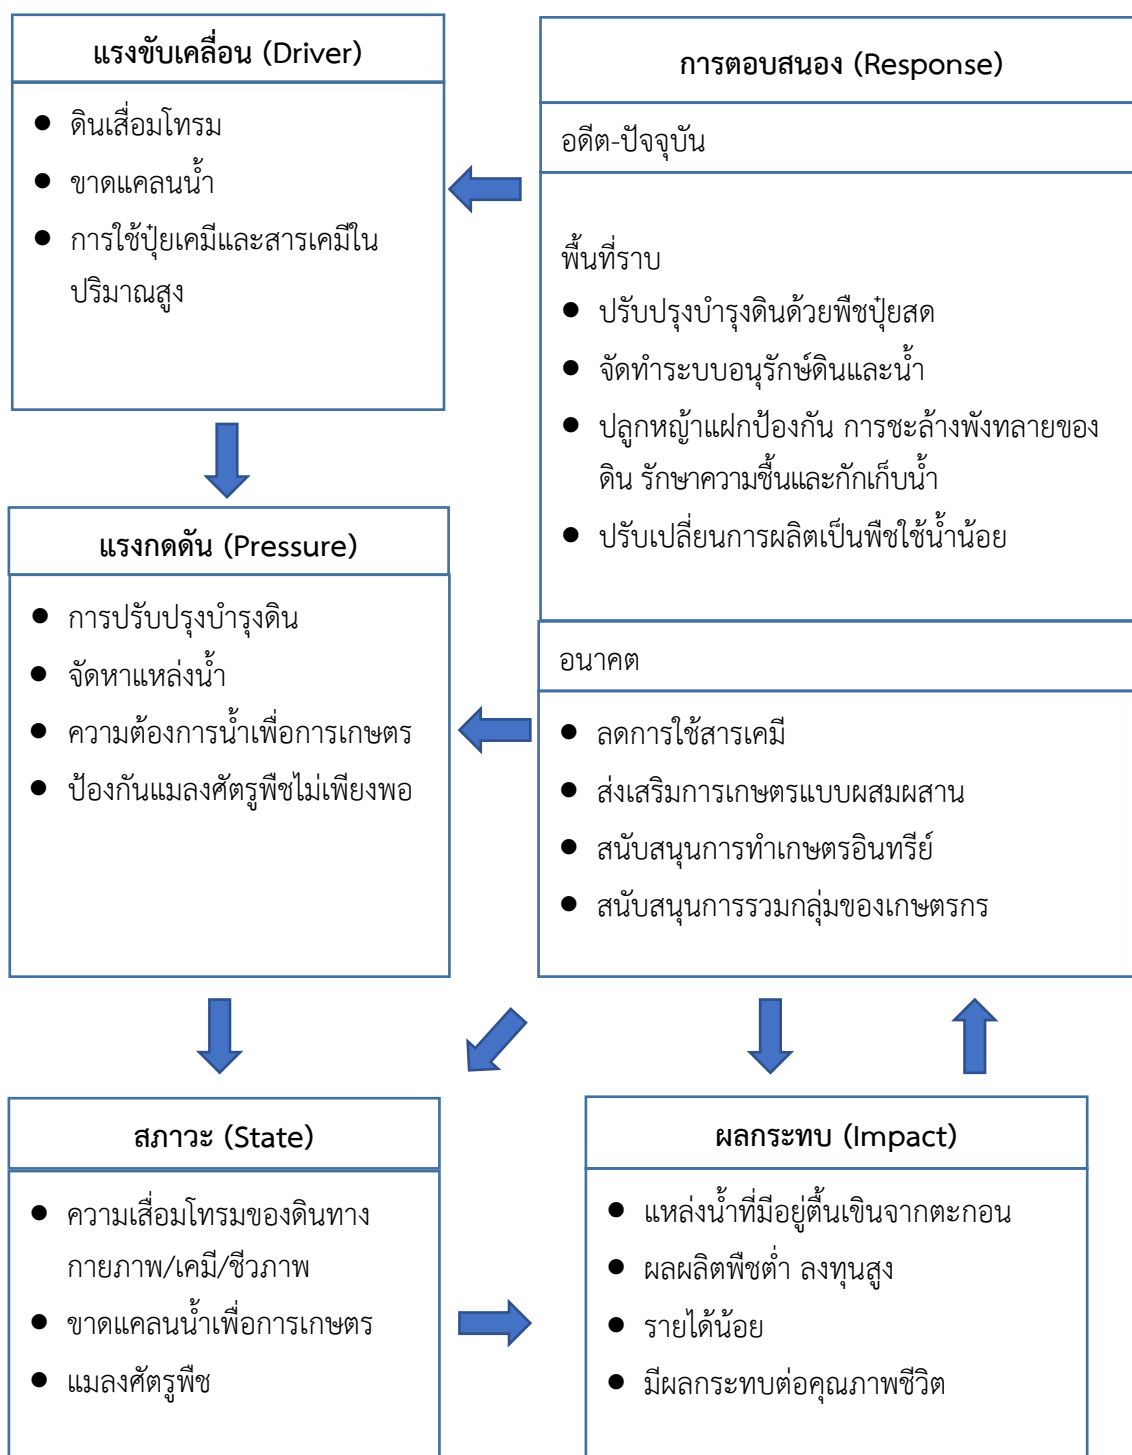 แรงขับเคลื่อน (Driver)
● ดินเสื่อมโทรม
● ขาดแคลนน้ำ
● การใช้ปุ๋ยเคมีและสารเคมีใน
ปริมาณสูง
การตอบสนอง (Response)
อดีต-ปัจจุบัน
พื้นที่ราบ
● ปรับปรุงบำรุงดินด้วยพืชปุ๋ยสด
● จัดทำระบบอนุรักษ์ดินและน้ำ
● ปลูกหญ้าแฝกป้องกัน การชะล้างพังทลายของ
ดิน รักษาความชื้นและกักเก็บน้ำ
● ปรับเปลี่ยนการผลิตเป็นพืชใช้น้ำน้อย
อนาคต
● ลดการใช้สารเคมี
● ส่งเสริมการเกษตรแบบผสมผสาน
● สนับสนุนการทำเกษตรอินทรีย์
● สนับสนุนการรวมกลุ่มของเกษตรกร
แรงกดดัน (Pressure)
● การปรับปรุงบำรุงดิน
● จัดหาแหล่งน้ำ
● ความต้องการน้ำเพื่อการเกษตร
● ป้องกันแมลงศัตรูพืชไม่เพียงพอ
สภาวะ (State)
● ความเสื่อมโทรมของดินทาง
กายภาพ/เคมี/ชีวภาพ
● ขาดแคลนน้ำเพื่อการเกษตร
● แมลงศัตรูพืช
ผลกระทบ (Impact)
● แหล่งน้ำที่มีอยู่ตื้นเขินจากตะกอน
● ผลผลิตพืชต่ำ ลงทุนสูง
● รายได้น้อย
● มีผลกระทบต่อคุณภาพชีวิต